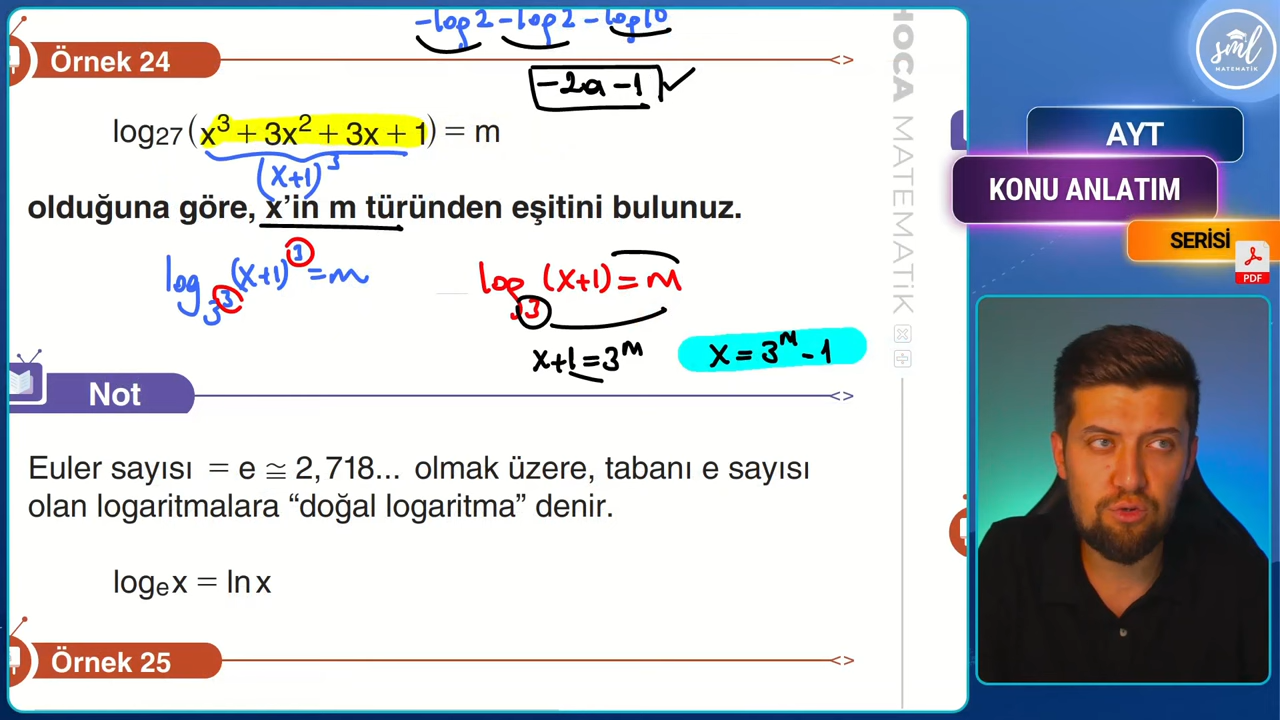 -log2 -log2 -log10
Örnek 24
-2a - 1
log₂₇(x³ + 3x² + 3x + 1) = m
(x+1)³
olduğuna göre, x'in m türünden eşitini bulunuz.
log₃³ (x+1)³ = m
log₃ (x+1) = m
x+1 = 3ᵐ
x = 3ᵐ - 1
Not
Euler sayısı = e ≅ 2,718... olmak üzere, tabanı e sayısı
olan logaritmalara “doğal logaritma” denir.
logₑx = ln x
Örnek 25
HOCA MATEMATİK
sml
MATEMATİK
AYT
KONU ANLATIM
SERİSİ
PDF